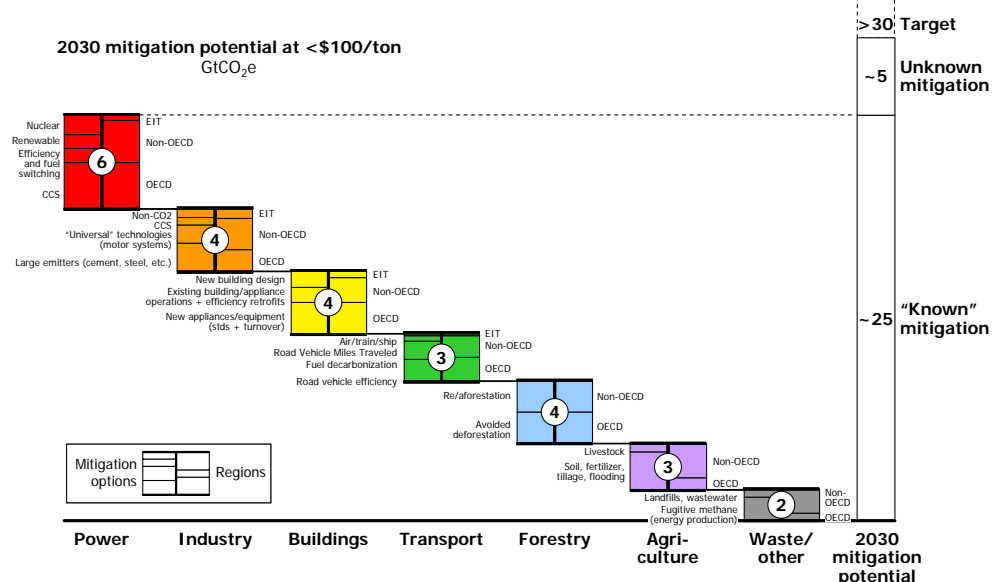 >30 Target
2030 mitigation potential at <$100/ton
GtCO2e
~5
Unknown
mitigation
Nuclear
Renewable
Efficiency
and fuel
switching
CCS
6
EIT
Non-OECD
OECD
Non-CO2
CCS
“Universal” technologies
(motor systems)
Large emitters (cement, steel, etc.)
4
EIT
Non-OECD
OECD
New building design
Existing building/appliance
operations + efficiency retrofits
New appliances/equipment
(stds + turnover)
4
EIT
Non-OECD
OECD
~25
“Known”
mitigation
Air/train/ship
Road Vehicle Miles Traveled
Fuel decarbonization
Road vehicle efficiency
3
EIT
Non-OECD
OECD
Re/aforestation
Avoided
deforestation
4
Non-OECD
OECD
Livestock
Soil, fertilizer,
tillage, flooding
3
Non-OECD
OECD
Landfills, wastewater
Fugitive methane
(energy production)
2
Non-
OECD
OECD
Mitigation
options
Regions
Power
Industry
Buildings
Transport
Forestry
Agri-
culture
Waste/
other
2030
mitigation
potential